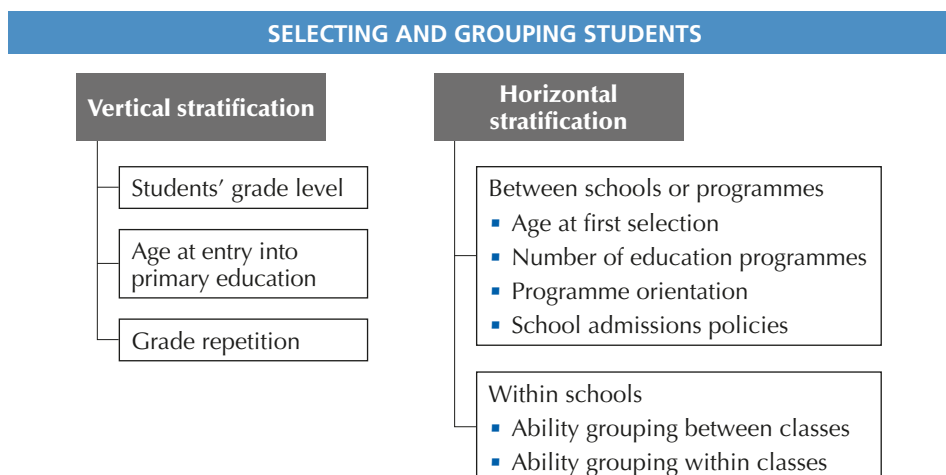 SELECTING AND GROUPING STUDENTS
Vertical stratification
Students’ grade level
Age at entry into
primary education
Grade repetition
Horizontal
stratification
Between schools or programmes
▪ Age at first selection
▪ Number of education programmes
▪ Programme orientation
▪ School admissions policies
Within schools
▪ Ability grouping between classes
▪ Ability grouping within classes